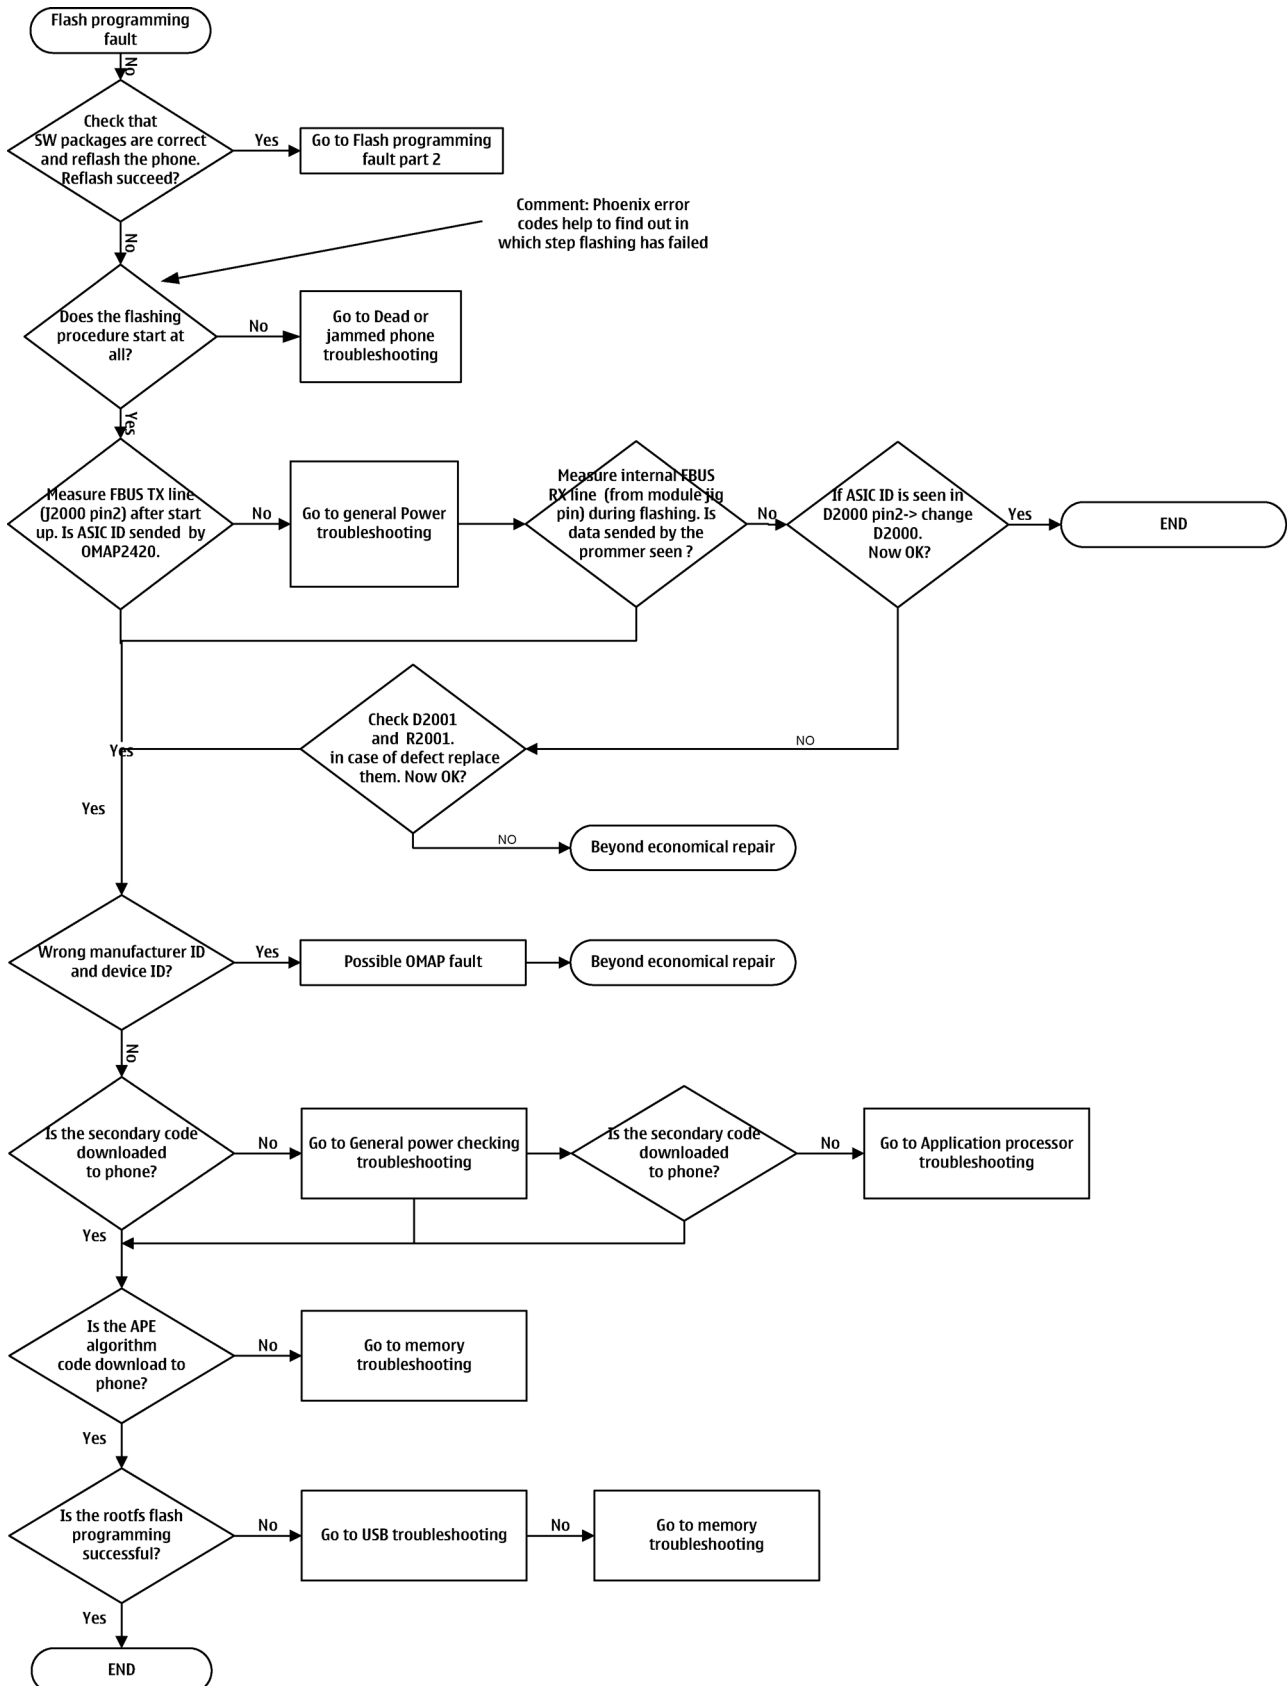 Flash programming
fault
No
Check that
SW packages are correct
and reflash the phone.
Reflash succeed?
Yes
Go to Flash programming
fault part 2
Comment: Phoenix error
codes help to find out in
which step flashing has failed
No
Does the flashing
procedure start at
all?
No
Go to Dead or
jammed phone
troubleshooting
Yes
Measure FBUS TX line
(J2000 pin2) after start
up. Is ASIC ID sended by
OMAP2420.
No
Go to general Power
troubleshooting
Measure internal FBUS
RX line (from module jig
pin) during flashing. Is
data sended by the
prommer seen ?
No
If ASIC ID is seen in
D2000 pin2-> change
D2000.
Now OK?
Yes
END
Check D2001
and R2001.
in case of defect replace
them. Now OK?
NO
Yes
Yes
NO
Beyond economical repair
Wrong manufacturer ID
and device ID?
Yes
Possible OMAP fault
Beyond economical repair
No
Is the secondary code
downloaded
to phone?
No
Go to General power checking
troubleshooting
Is the secondary code
downloaded
to phone?
No
Go to Application processor
troubleshooting
Yes
Is the APE
algorithm
code download to
phone?
No
Go to memory
troubleshooting
Yes
Is the rootfs flash
programming
successful?
No
Go to USB troubleshooting
No
Go to memory
troubleshooting
Yes
END